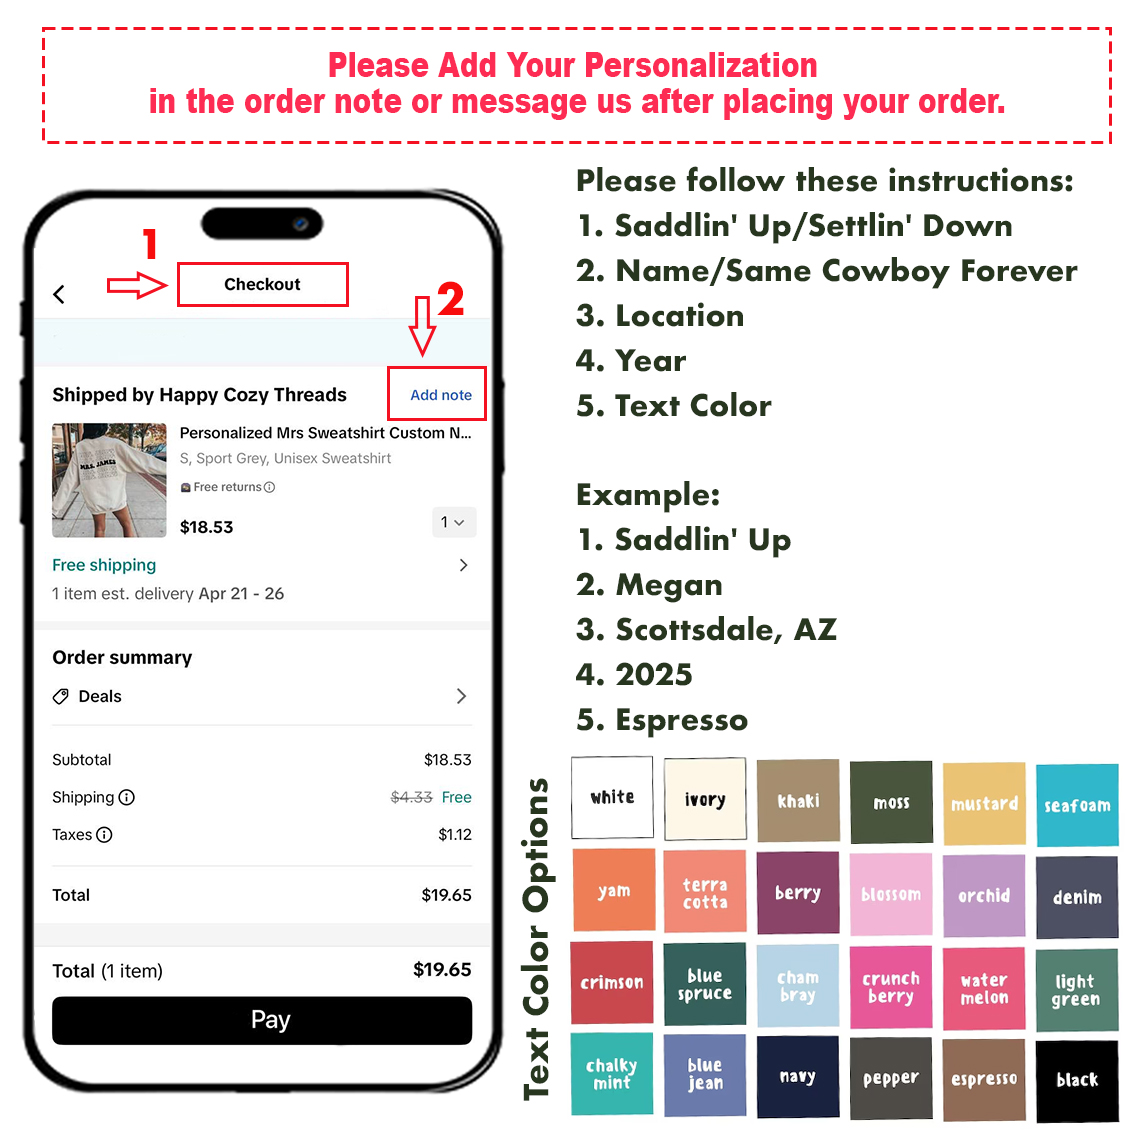 Please Add Your Personalization
in the order note or message us after placing your order.
1
Checkout
2
Shipped by Happy Cozy Threads
Add note
MRS. JAMES
Personalized Mrs Sweatshirt Custom N...
S, Sport Grey, Unisex Sweatshirt
Free returns
$18.53
1
Free shipping
1 item est. delivery Apr 21 - 26
Order summary
Deals
Subtotal $18.53
Shipping $4.33 Free
Taxes $1.12
Total $19.65
Total (1 item) $19.65
Pay
Please follow these instructions:
1. Saddlin' Up/Settlin' Down
2. Name/Same Cowboy Forever
3. Location
4. Year
5. Text Color
Example:
1. Saddlin' Up
2. Megan
3. Scottsdale, AZ
4. 2025
5. Espresso
Text Color Options
white
ivory
khaki
moss
mustard
seafoam
yam
terra
cotta
berry
blossom
orchid
denim
crimson
blue
spruce
cham
bray
crunch
berry
water
melon
light
green
chalky
mint
blue
jean
navy
pepper
espresso
black